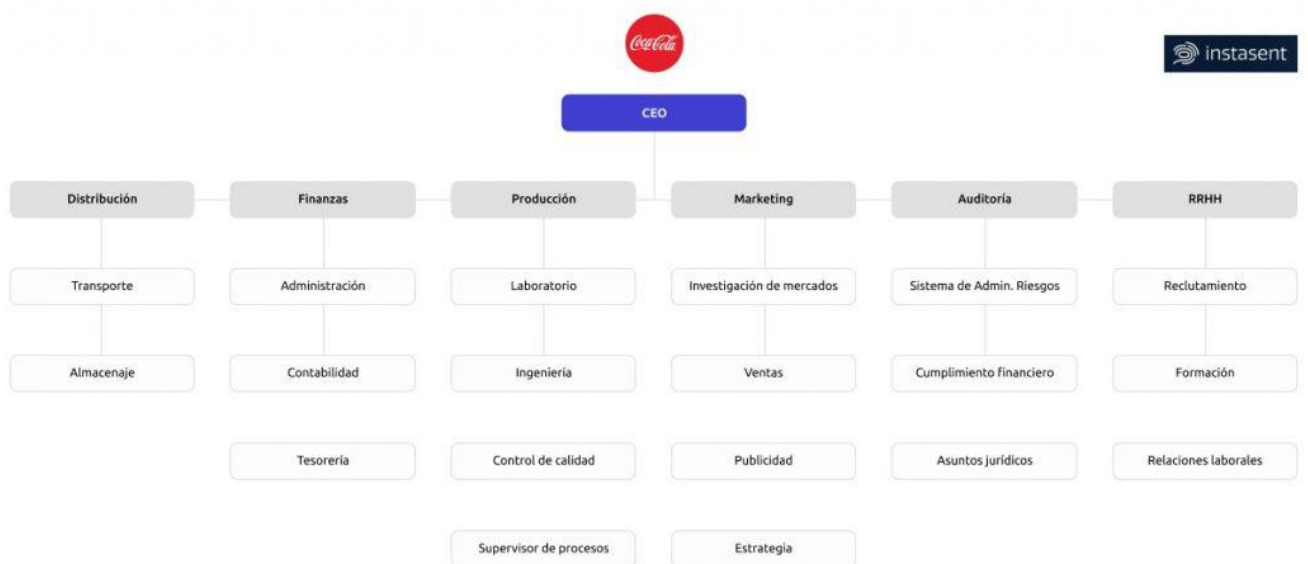 Coca-Cola
instasent
CEO
Distribución
Finanzas
Producción
Marketing
Auditoría
RRHH
Transporte
Administración
Laboratorio
Investigación de mercados
Sistema de Admin. Riesgos
Reclutamiento
Almacenaje
Contabilidad
Ingeniería
Ventas
Cumplimiento financiero
Formación
Tesorería
Control de calidad
Publicidad
Asuntos jurídicos
Relaciones laborales
Supervisor de procesos
Estrategia